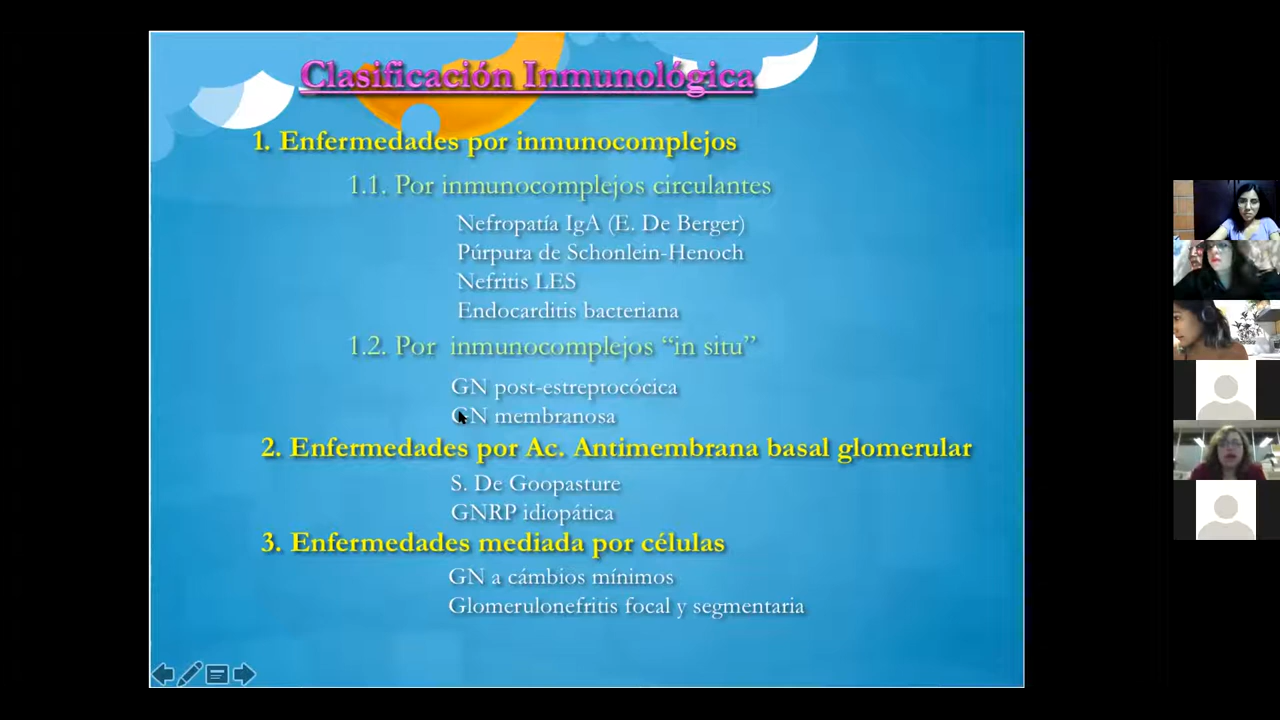 Clasificación Inmunológica
1. Enfermedades por inmunocomplejos
1.1. Por inmunocomplejos circulantes
Nefropatía IgA (E. De Berger)
Púrpura de Schonlein-Henoch
Nefritis LES
Endocarditis bacteriana
1.2. Por inmunocomplejos “in situ”
GN post-estreptocócica
GN membranosa
2. Enfermedades por Ac. Antimembrana basal glomerular
S. De Goopasture
GNRP idiopática
3. Enfermedades mediada por células
GN a cámbios mínimos
Glomerulonefritis focal y segmentaria